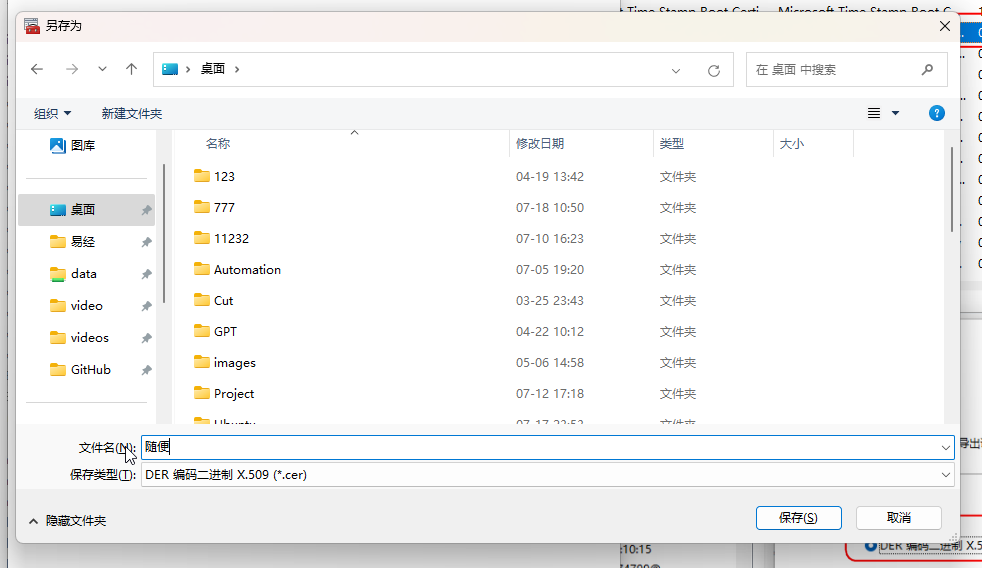 Time Stamp Root Certi... Microsoft Time Stamp Root C...
另存为
桌面
在 桌面 中搜索
组织 新建文件夹
图库
桌面
易经
data
video
videos
GitHub
名称 修改日期 类型 大小
123 04-19 13:42 文件夹
777 07-18 10:50 文件夹
11232 07-10 16:23 文件夹
Automation 07-05 19:20 文件夹
Cut 03-25 23:43 文件夹
GPT 04-22 10:12 文件夹
images 05-06 14:58 文件夹
Project 07-12 17:18 文件夹
Ubuntu 07-17 22:52 文件夹
文件名(N): 随便
保存类型(T): DER 编码二进制 X.509 (*.cer)
隐藏文件夹
保存(S) 取消
导出
:10:15
DER 编码二进制 X.5